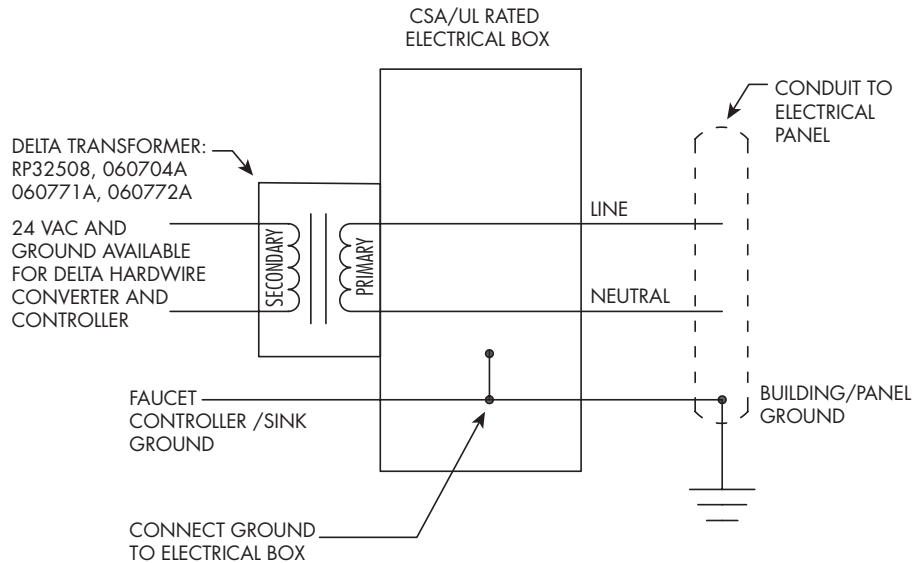 CSA/UL RATED
ELECTRICAL BOX
CONDUIT TO
ELECTRICAL
PANEL
DELTA TRANSFORMER:
RP32508, 060704A
060771A, 060772A
24 VAC AND
GROUND AVAILABLE
FOR DELTA HARDWIRE
CONVERTER AND
CONTROLLER
SECONDARY
PRIMARY
LINE
NEUTRAL
FAUCET
CONTROLLER /SINK
GROUND
BUILDING/PANEL
GROUND
CONNECT GROUND
TO ELECTRICAL BOX